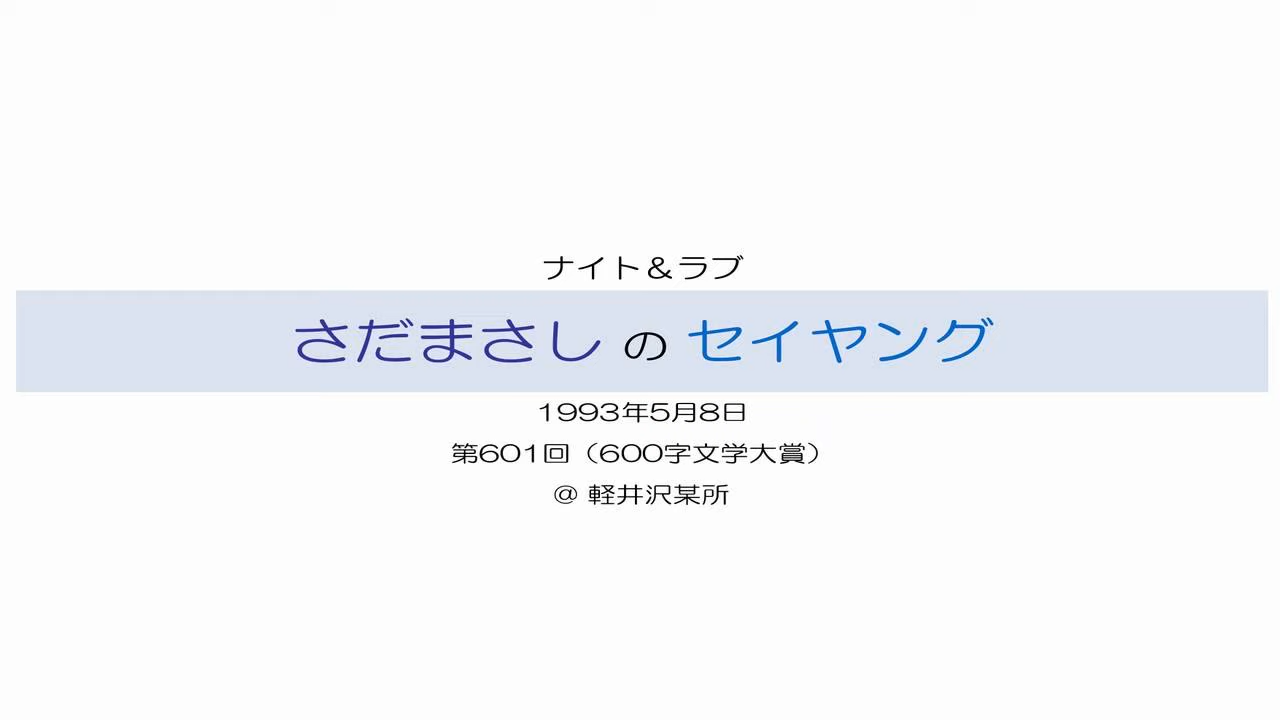 ナイト＆ラブ
さだまさし の セイヤング
1993年5月8日
第601回（600字文学大賞）
@ 軽井沢某所